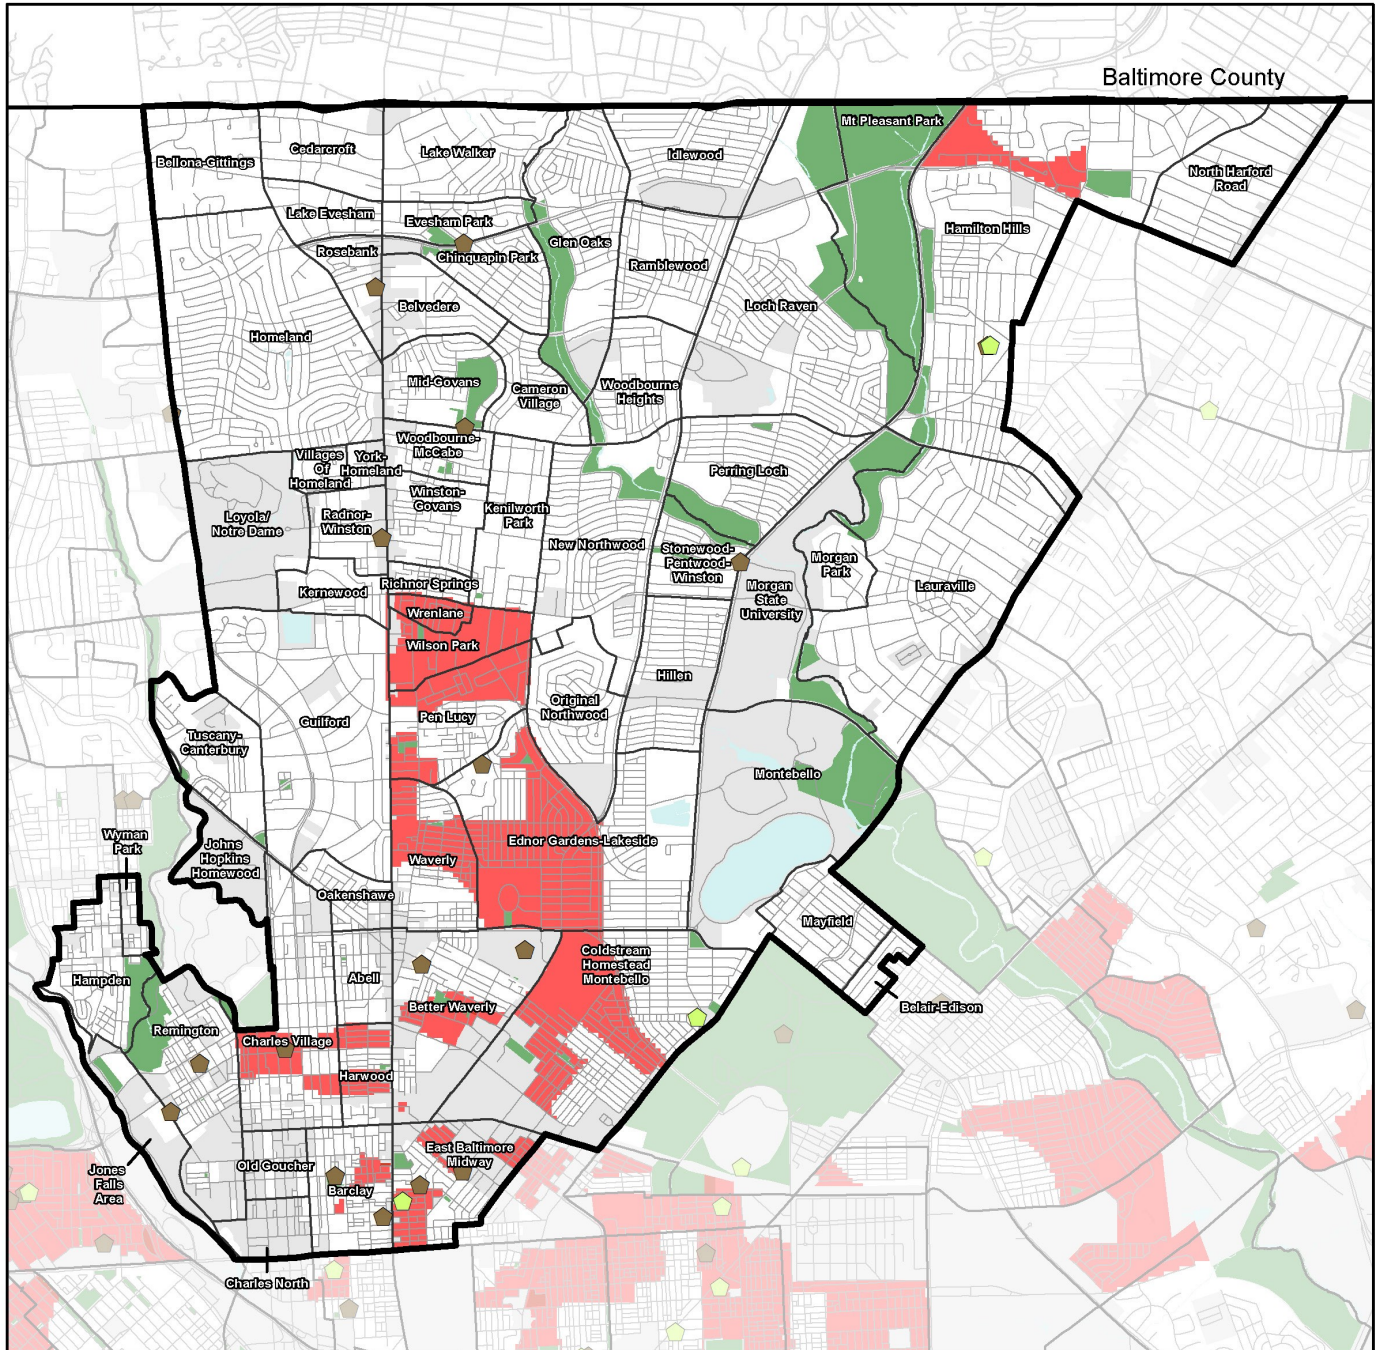 Baltimore County
Mt Pleasant Park
Cedarcroft
Lake Walker
Idlewood
Bellona-Gittings
North Harford
Road
Lake Evesham
Evesham Park
Hamilton Hills
Rosebank
Glen Oaks
Chinquapin Park
Ramblewood
Belvedere
Loch Raven
Homeland
Mid-Govans
Cameron
Village
Woodbourne
Heights
Woodbourne-
McCabe
Villages
Of
Homeland
York-
Homeland
Perring Loch
Winston-
Govans
Loyola/
Notre Dame
Radnor-
Winston
Kenilworth
Park
New Northwood
Stonewood-
Pentwood-
Winston
Morgan
Park
Morgan
State
University
Lauraville
Richnor Springs
Kernewood
Wrenlane
Wilson Park
Hillen
Original
Northwood
Pen Lucy
Guilford
Tuscany-
Canterbury
Montebello
Wyman
Park
Johns
Hopkins
Homewood
Ednor Gardens-Lakeside
Waverly
Oakenshawe
Mayfield
Hampden
Abell
Coldstream
Homestead
Montebello
Better Waverly
Belair-Edison
Remington
Charles Village
Harwood
East Baltimore
Midway
Old Goucher
Jones
Falls
Area
Barclay
Charles North